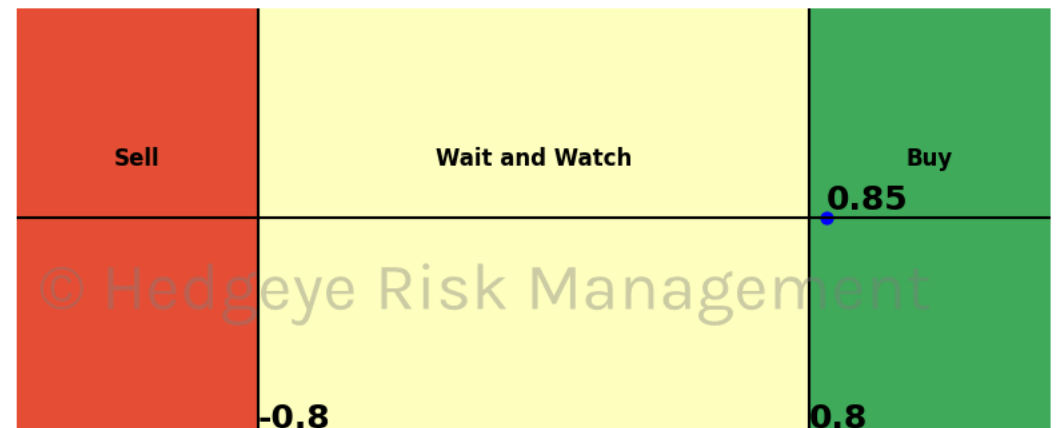 Sell
Wait and Watch
Buy
0.85
© Hedgeye Risk Management
-0.8
0.8